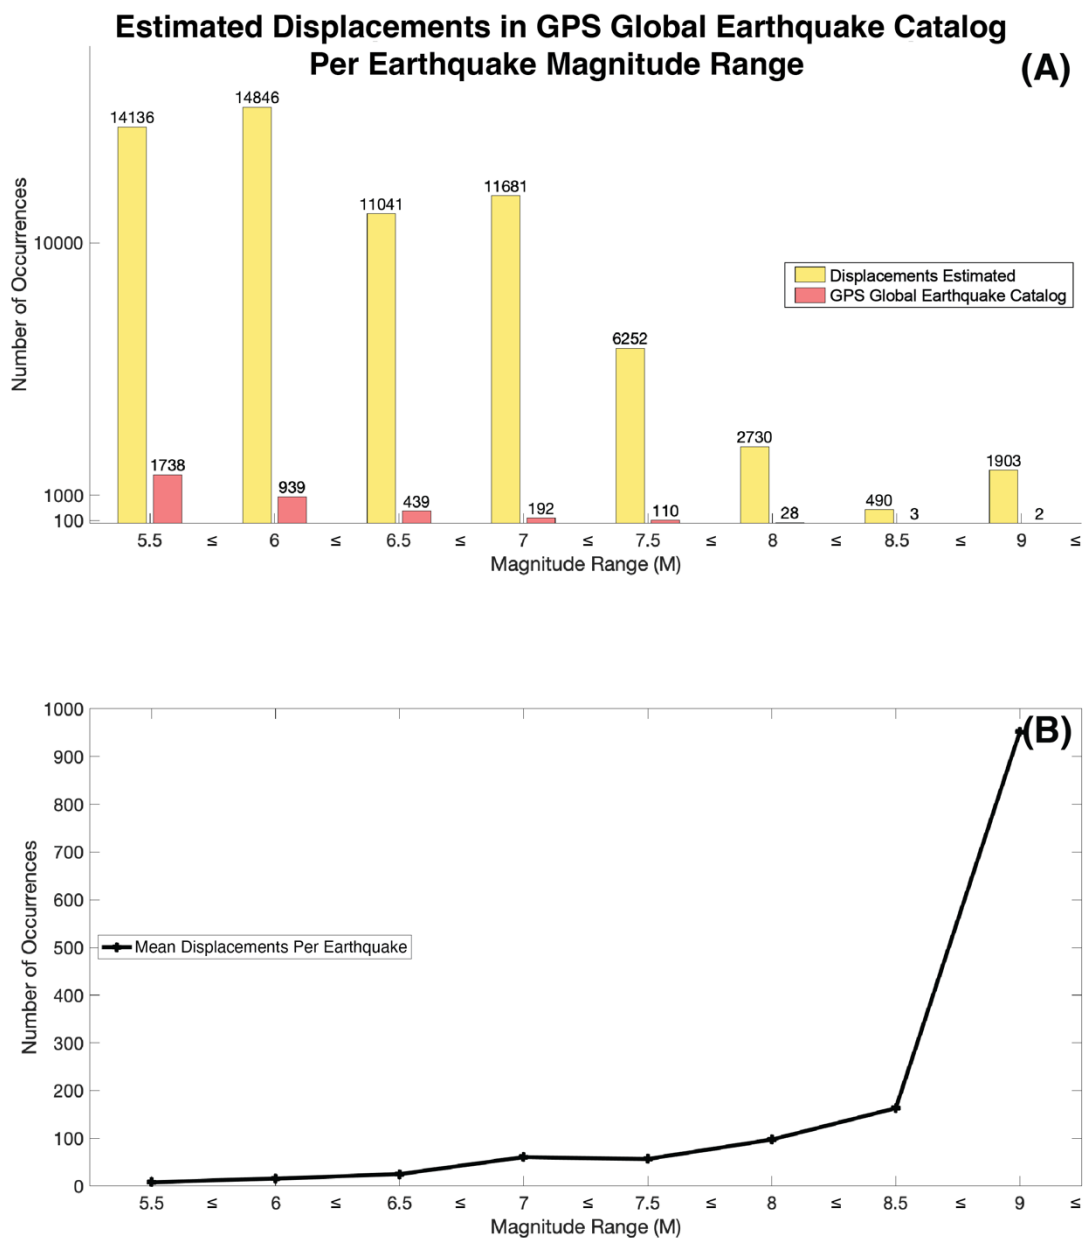 Estimated Displacements in GPS Global Earthquake Catalog
Per Earthquake Magnitude Range
(A)
14136
14846
11041
11681
6252
2730
490
1903
1738
939
439
192
110
28
3
2
Number of Occurrences
10000
1000
100
Displacements Estimated
GPS Global Earthquake Catalog
5.5 ≤ 6 ≤ 6.5 ≤ 7 ≤ 7.5 ≤ 8 ≤ 8.5 ≤ 9 ≤
Magnitude Range (M)
(B)
Number of Occurrences
1000
900
800
700
600
500
400
300
200
100
0
Mean Displacements Per Earthquake
5.5 ≤ 6 ≤ 6.5 ≤ 7 ≤ 7.5 ≤ 8 ≤ 8.5 ≤ 9 ≤
Magnitude Range (M)